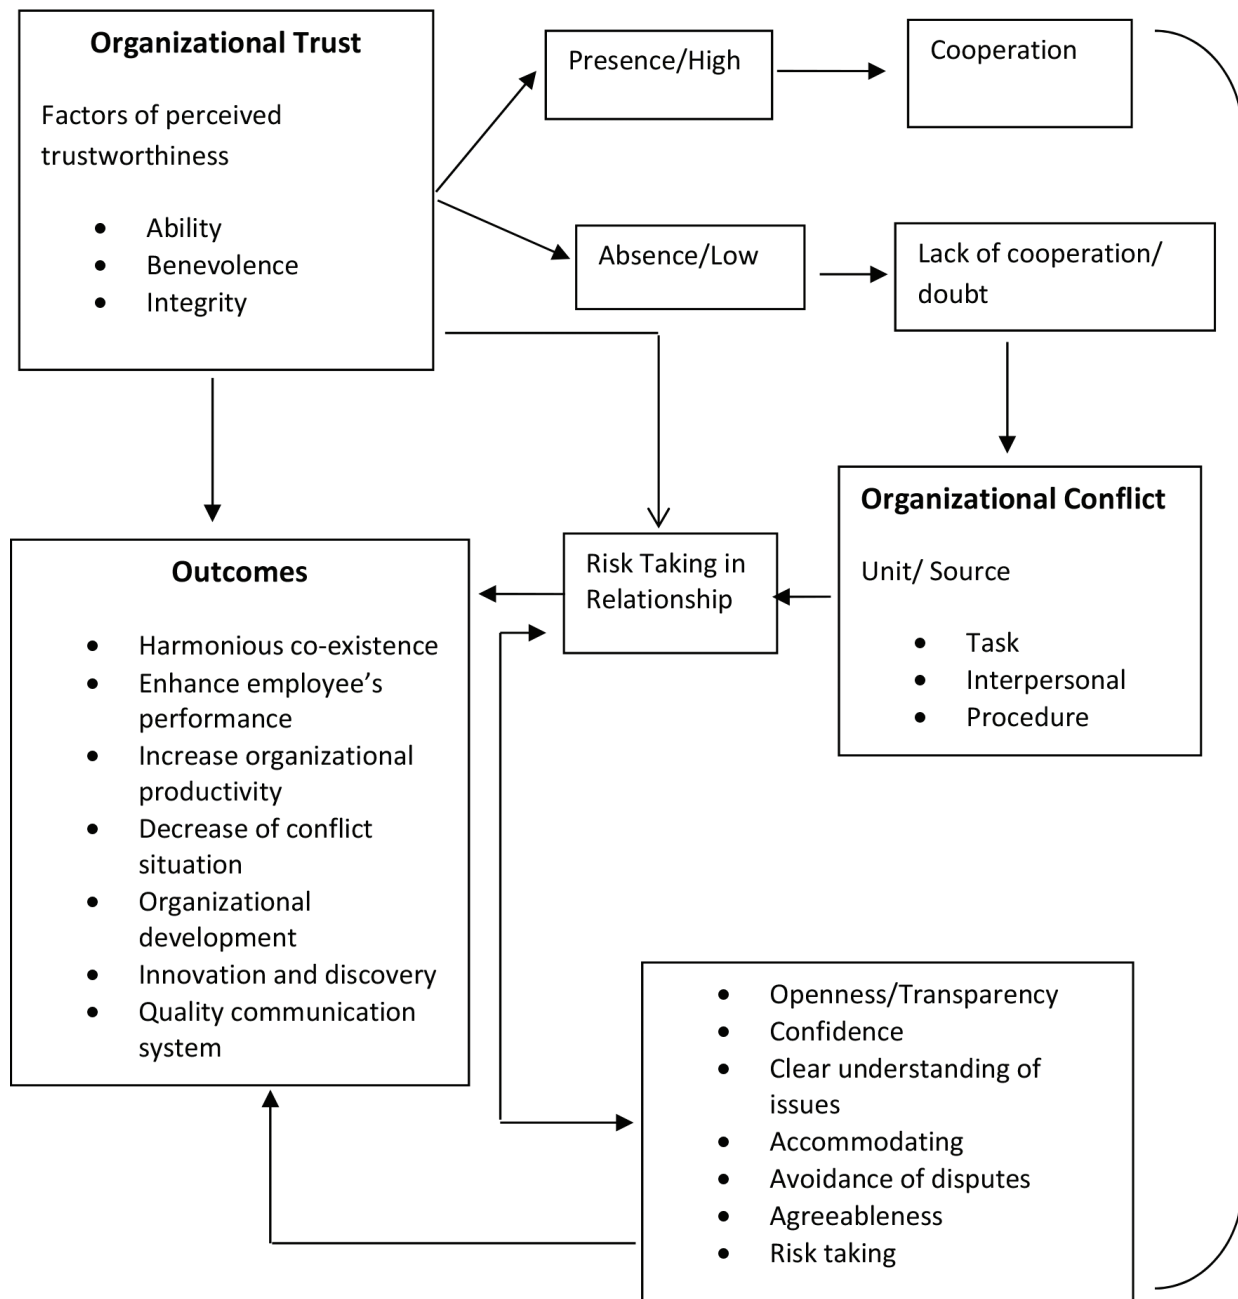 Organizational Trust
Factors of perceived
trustworthiness
• Ability
• Benevolence
• Integrity
Presence/High
Cooperation
Absence/Low
Lack of cooperation/
doubt
Organizational Conflict
Unit/ Source
• Task
• Interpersonal
• Procedure
Risk Taking in
Relationship
Outcomes
• Harmonious co-existence
• Enhance employee’s
performance
• Increase organizational
productivity
• Decrease of conflict
situation
• Organizational
development
• Innovation and discovery
• Quality communication
system
• Openness/Transparency
• Confidence
• Clear understanding of
issues
• Accommodating
• Avoidance of disputes
• Agreeableness
• Risk taking